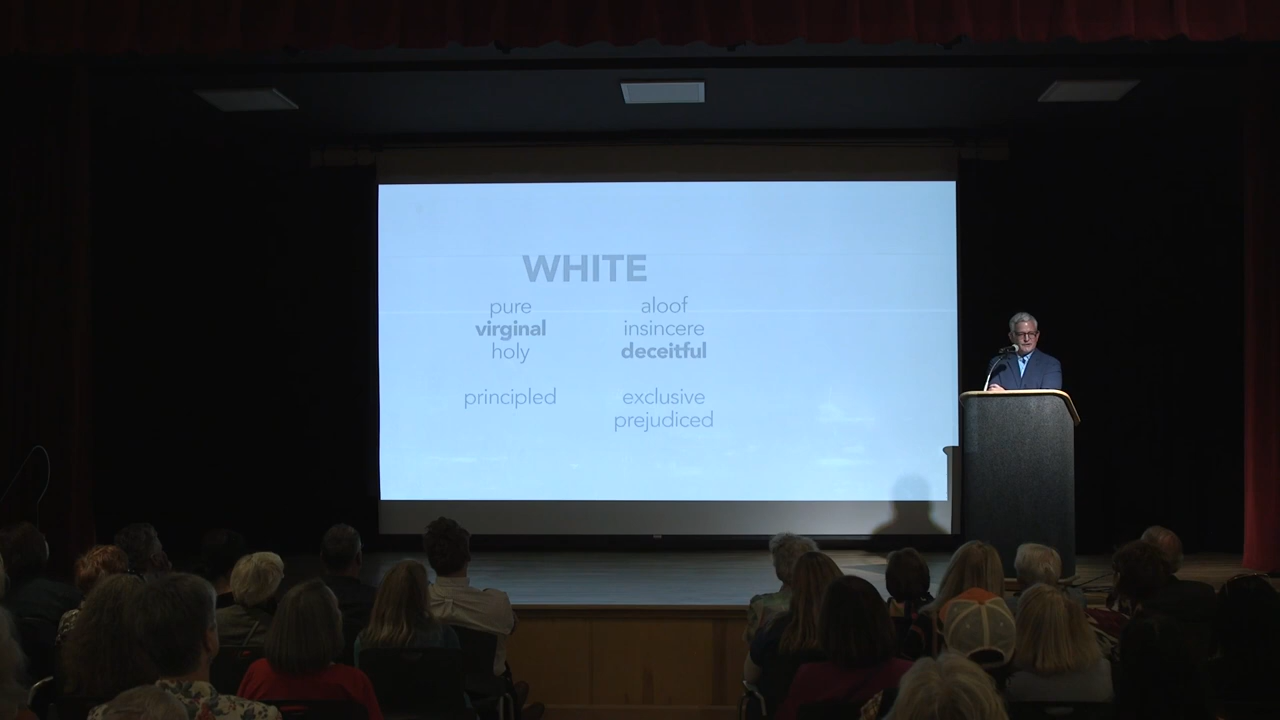 WHITE
pure
virginal
holy
principled
aloof
insincere
deceitful
exclusive
prejudiced